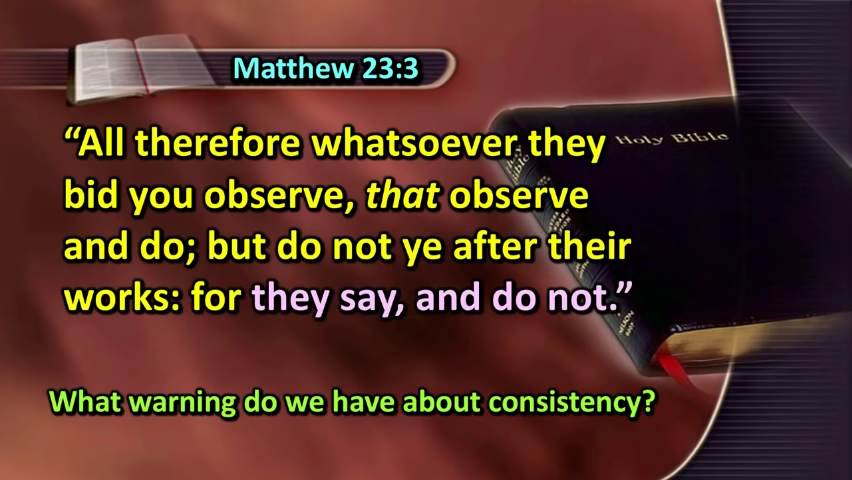 Matthew 23:3
“All therefore whatsoever they
bid you observe, that observe
and do; but do not ye after their
works: for they say, and do not.”
Holy Bible
What warning do we have about consistency?